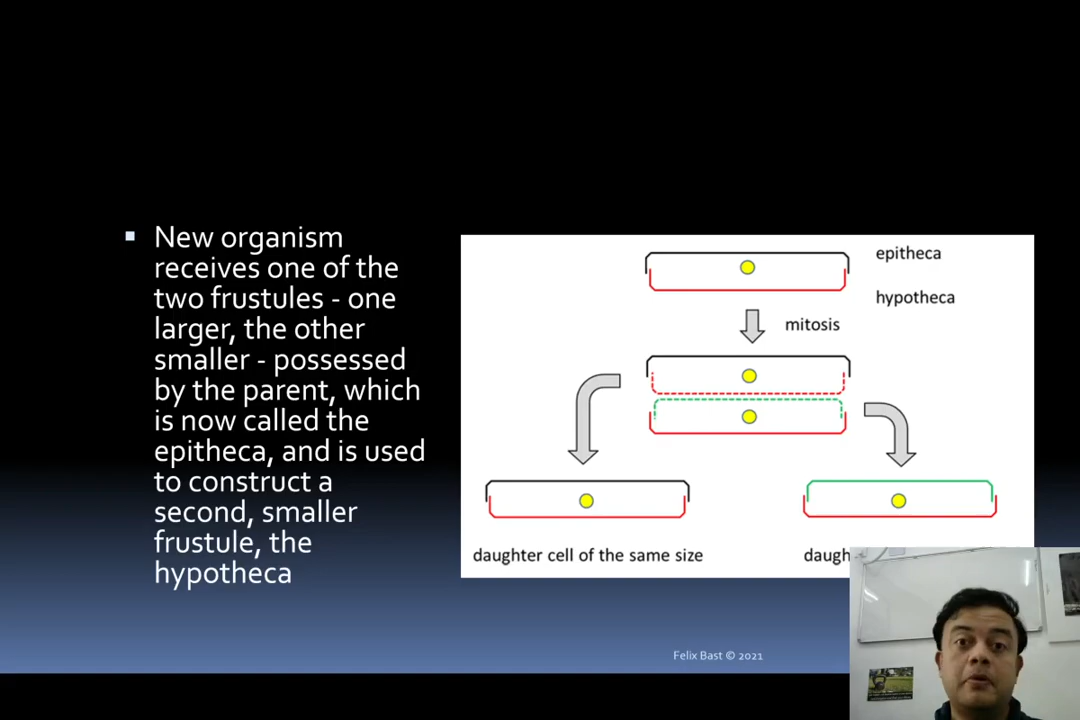 New organism
receives one of the
two frustules - one
larger, the other
smaller - possessed
by the parent, which
is now called the
epitheca, and is used
to construct a
second, smaller
frustule, the
hypotheca
epitheca
hypotheca
mitosis
daughter cell of the same size
Felix Bast © 2021